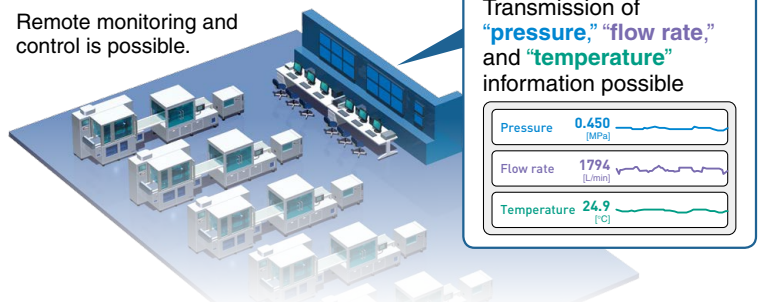 Remote monitoring and
control is possible.
Transmission of
“pressure,” “flow rate,”
and “temperature”
information possible
Pressure 0.450
[MPa]
Flow rate 1794
[L/min]
Temperature 24.9
[°C]